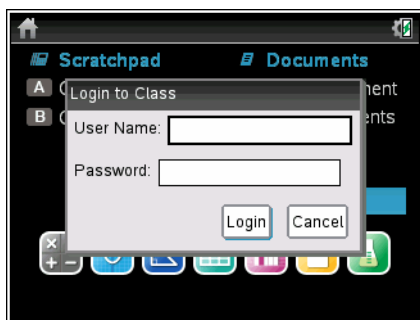 Scratchpad Documents
A
B
Login to Class
User Name:
Password:
Login Cancel